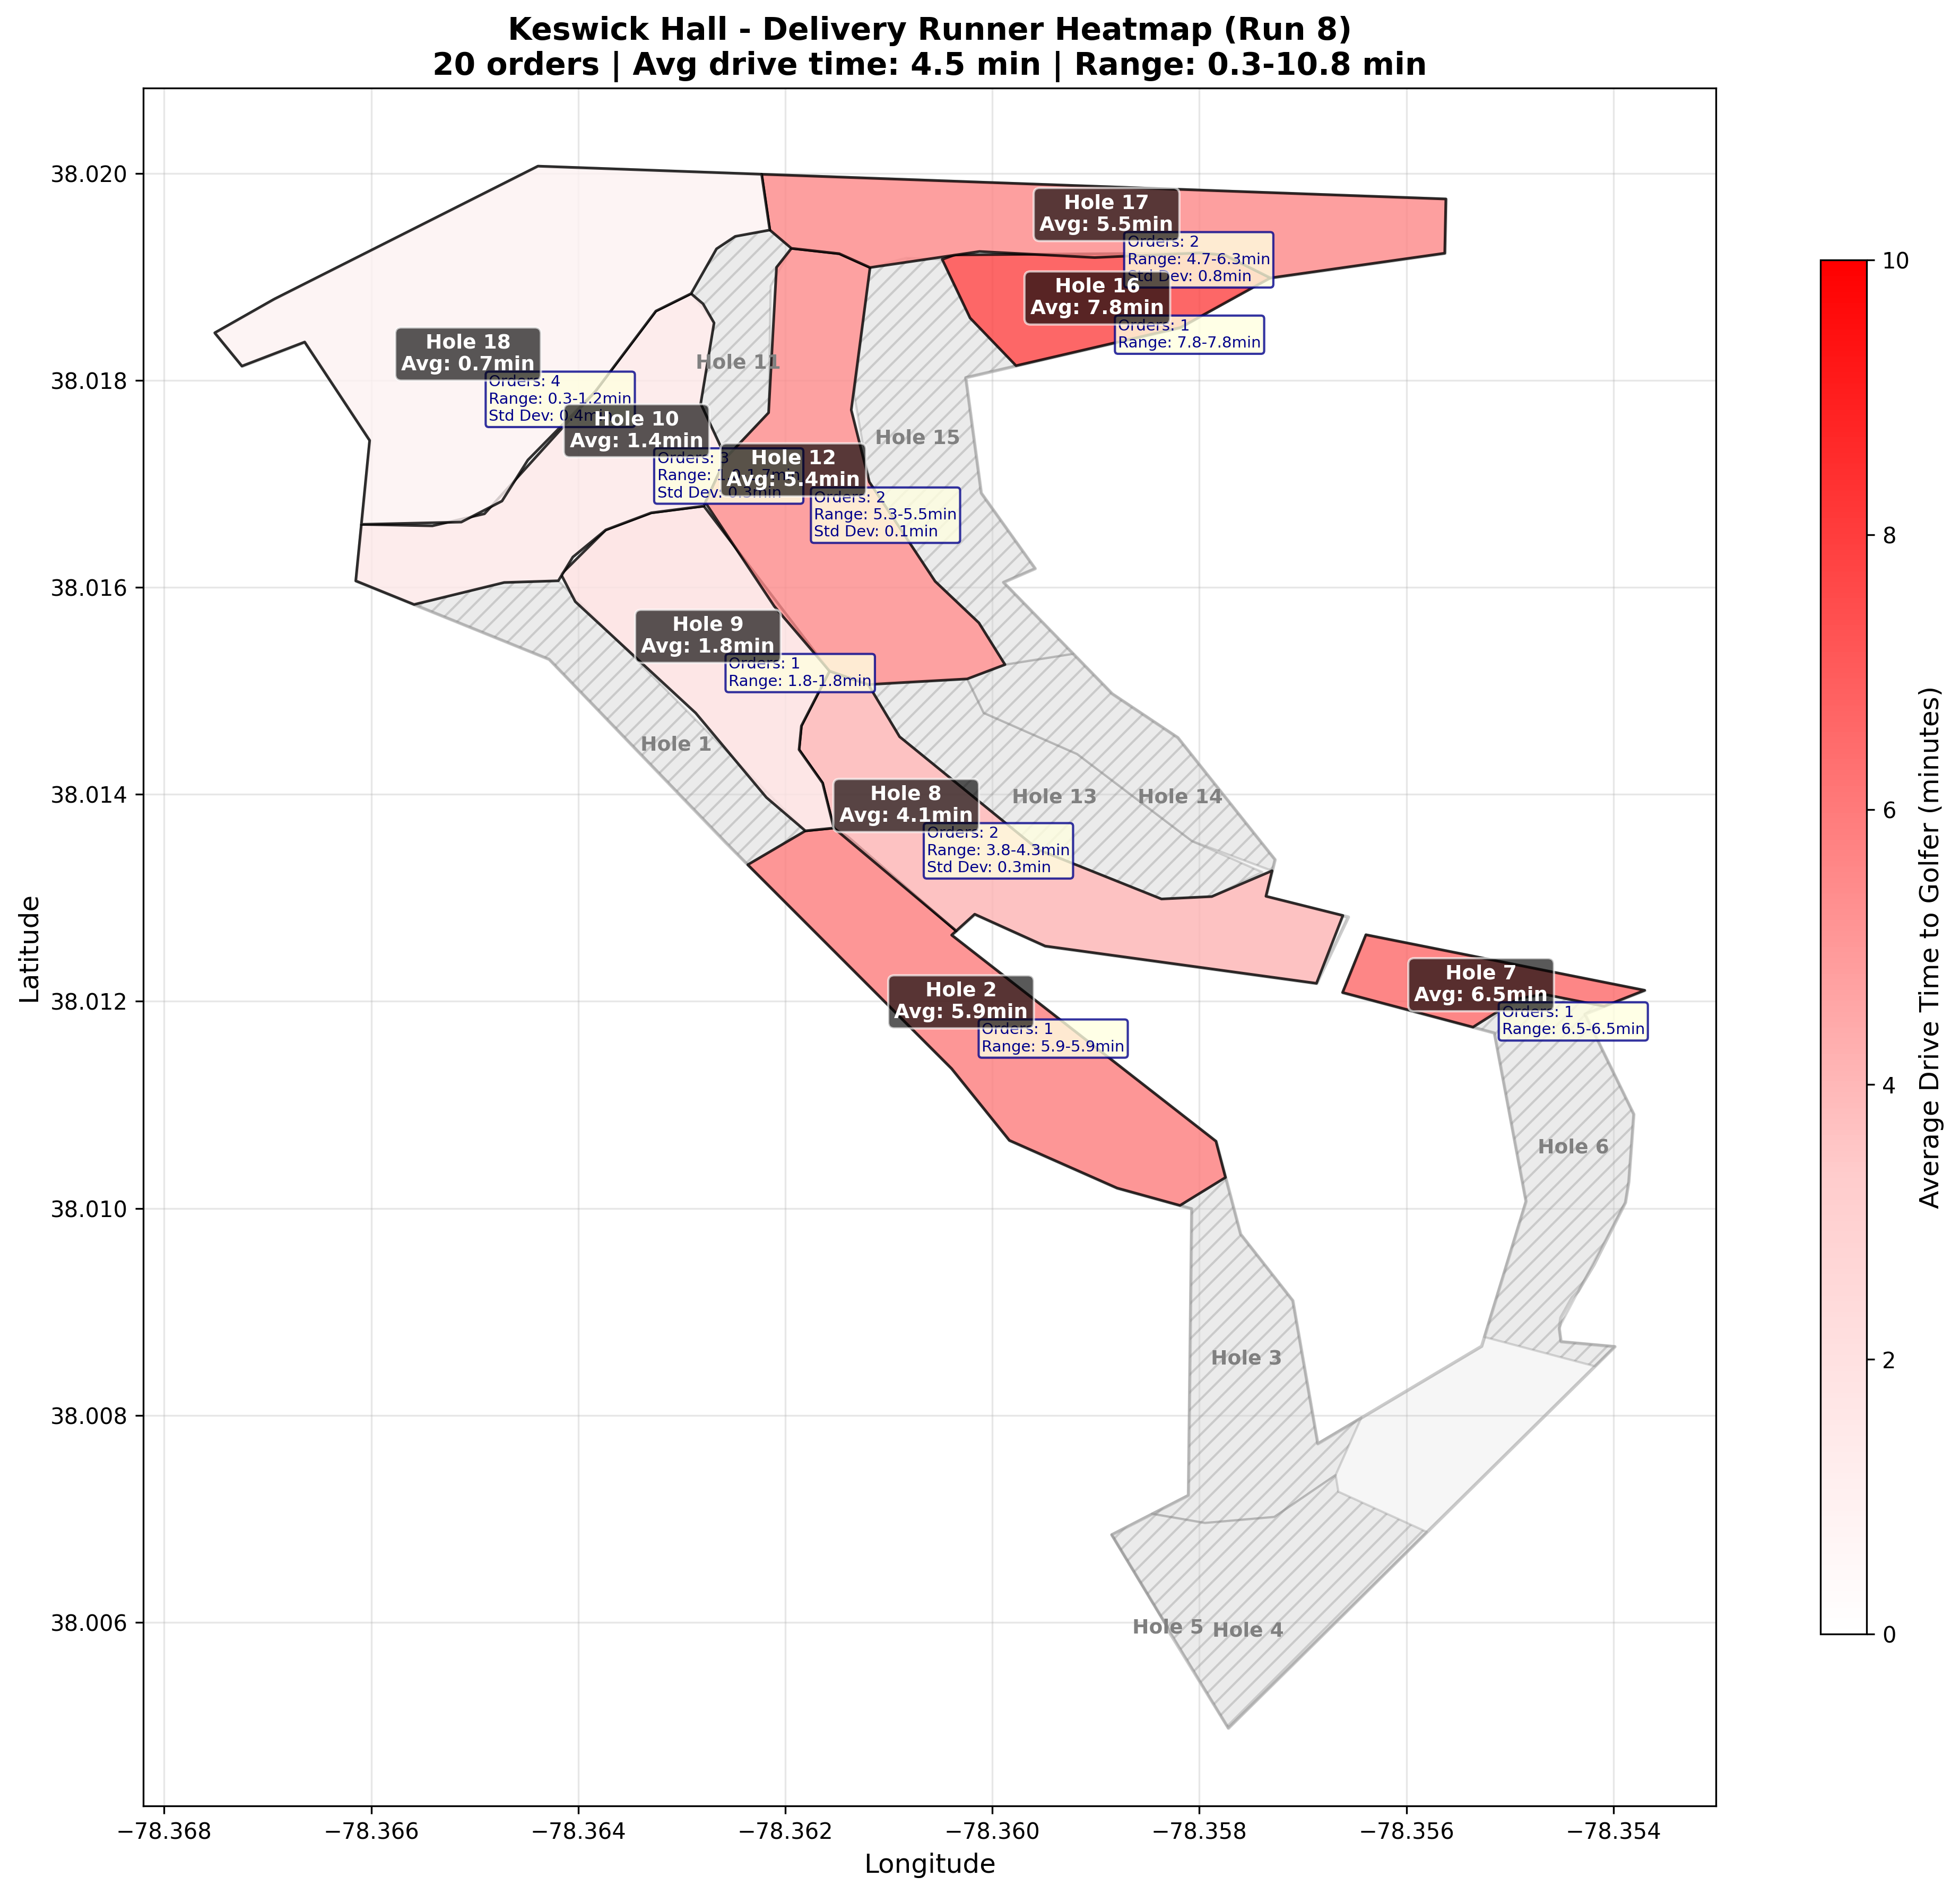 Keswick Hall - Delivery Runner Heatmap (Run 8)
20 orders | Avg drive time: 4.5 min | Range: 0.3-10.8 min
38.020
38.018
38.016
38.014
38.012
38.010
38.008
38.006
Latitude
Hole 17
Avg: 5.5min
Orders: 2
Range: 4.7-6.3min
Std Dev: 0.8min
Hole 16
Avg: 7.8min
Orders: 1
Range: 7.8-7.8min
Hole 18
Avg: 0.7min
Orders: 4
Range: 0.3-1.2min
Std Dev: 0.4min
Hole 11
Hole 10
Avg: 1.4min
Orders: 3
Range:
Std Dev: 0.3min
Hole 12
Avg: 5.4min
Orders: 2
Range: 5.3-5.5min
Std Dev: 0.1min
Hole 15
Hole 9
Avg: 1.8min
Orders: 1
Range: 1.8-1.8min
Hole 1
Hole 8
Avg: 4.1min
Orders: 2
Range: 3.8-4.3min
Std Dev: 0.3min
Hole 13
Hole 14
Hole 2
Avg: 5.9min
Orders: 1
Range: 5.9-5.9min
Hole 7
Avg: 6.5min
Orders: 1
Range: 6.5-6.5min
Hole 6
Hole 3
Hole 5
Hole 4
−78.368
−78.366
−78.364
−78.362
−78.360
−78.358
−78.356
−78.354
Longitude
10
8
6
4
2
0
Average Drive Time to Golfer (minutes)